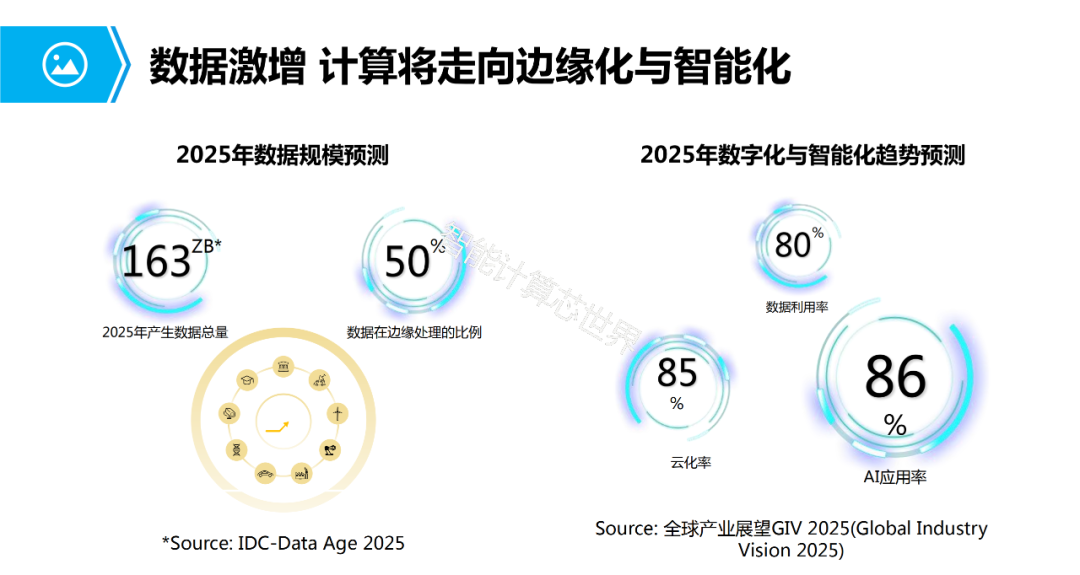 数据激增 计算将走向边缘化与智能化
2025年数据规模预测
163ZB*
2025年产生数据总量
50%
数据在边缘处理的比例
*Source: IDC-Data Age 2025
2025年数字化与智能化趋势预测
80%
数据利用率
85
%
云化率
86
%
AI应用率
Source: 全球产业展望GIV 2025(Global Industry
Vision 2025)
智能计算芯世界